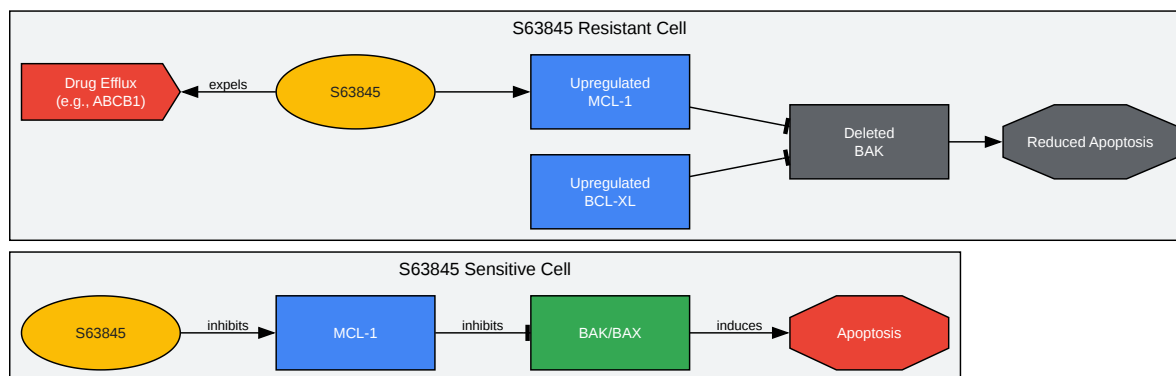 S63845 Resistant Cell
Drug Efflux
(e.g., ABCB1)
expels
S63845
Upregulated
MCL-1
Upregulated
BCL-XL
Deleted
BAK
Reduced Apoptosis
S63845 Sensitive Cell
S63845
inhibits
MCL-1
inhibits
BAK/BAX
induces
Apoptosis